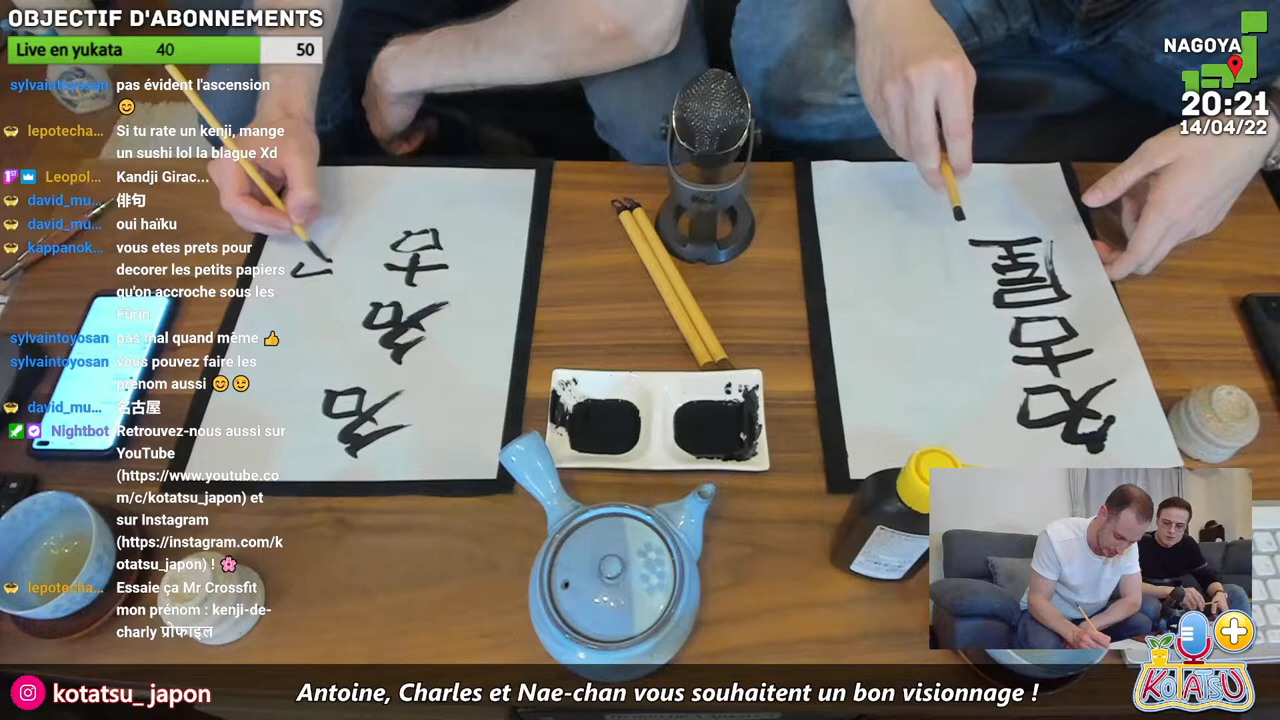 OBJECTIF D'ABONNEMENTS
Live en yukata 40 50
sylvaintoyosan pas évident l'ascension
😊
lepotecha... Si tu rate un kenji, mange
un sushi lol la blague Xd
Leopol... Kandji Girac...
david_mu... 俳句
david_mu... oui haïku
kappanok... vous etes prets pour
decorer les petits papiers
qu'on accroche sous les
Fūrin
sylvaintoyosan pas mal quand même 👍
sylvaintoyosan vous pouvez faire les
prénom aussi 😊😉
david_mu... 名古屋
Nightbot Retrouvez-nous aussi sur
YouTube
(https://www.youtube.co
m/c/kotatsu_japon) et
sur Instagram
(https://instagram.com/k
otatsu_japon) ! 🌸
lepotecha... Essaie ça Mr Crossfit
mon prénom : kenji-de-
charly प्रोफाइल
古
名
名
名古屋
NAGOYA
20:21
14/04/22
KOTATSU
kotatsu_japon
Antoine, Charles et Nae-chan vous souhaitent un bon visionnage !